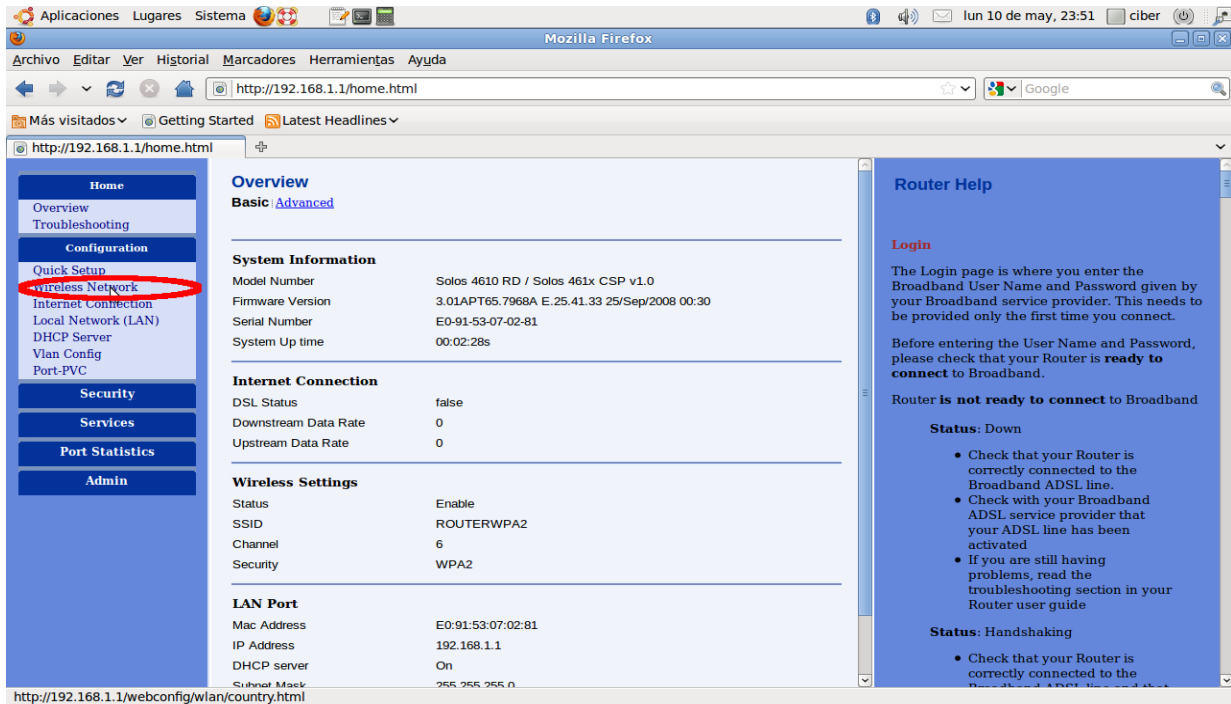 Aplicaciones Lugares Sistema
lun 10 de may, 23:51 ciber
Mozilla Firefox
Archivo Editar Ver Historial Marcadores Herramientas Ayuda
http://192.168.1.1/home.html
Google
Más visitados Getting Started Latest Headlines
http://192.168.1.1/home.html
Home
Overview
Troubleshooting
Configuration
Quick Setup
Wireless Network
Internet Connection
Local Network (LAN)
DHCP Server
Vlan Config
Port-PVC
Security
Services
Port Statistics
Admin
Overview
Basic | Advanced
System Information
Model Number Solos 4610 RD / Solos 461x CSP v1.0
Firmware Version 3.01APT65.7968A E.25.41.33 25/Sep/2008 00:30
Serial Number E0-91-53-07-02-81
System Up time 00:02:28s
Internet Connection
DSL Status false
Downstream Data Rate 0
Upstream Data Rate 0
Wireless Settings
Status Enable
SSID ROUTERWPA2
Channel 6
Security WPA2
LAN Port
Mac Address E0:91:53:07:02:81
IP Address 192.168.1.1
DHCP server On
Subnet Mask 255.255.255.0
Router Help
Login
The Login page is where you enter the
Broadband User Name and Password given by
your Broadband service provider. This needs to
be provided only the first time you connect.
Before entering the User Name and Password,
please check that your Router is ready to
connect to Broadband.
Router is not ready to connect to Broadband
Status: Down
• Check that your Router is
correctly connected to the
Broadband ADSL line.
• Check with your Broadband
ADSL service provider that
your ADSL line has been
activated
• If you are still having
problems, read the
troubleshooting section in your
Router user guide
Status: Handshaking
• Check that your Router is
correctly connected to the
Broadband ADSL line and that
http://192.168.1.1/webconfig/wlan/country.html